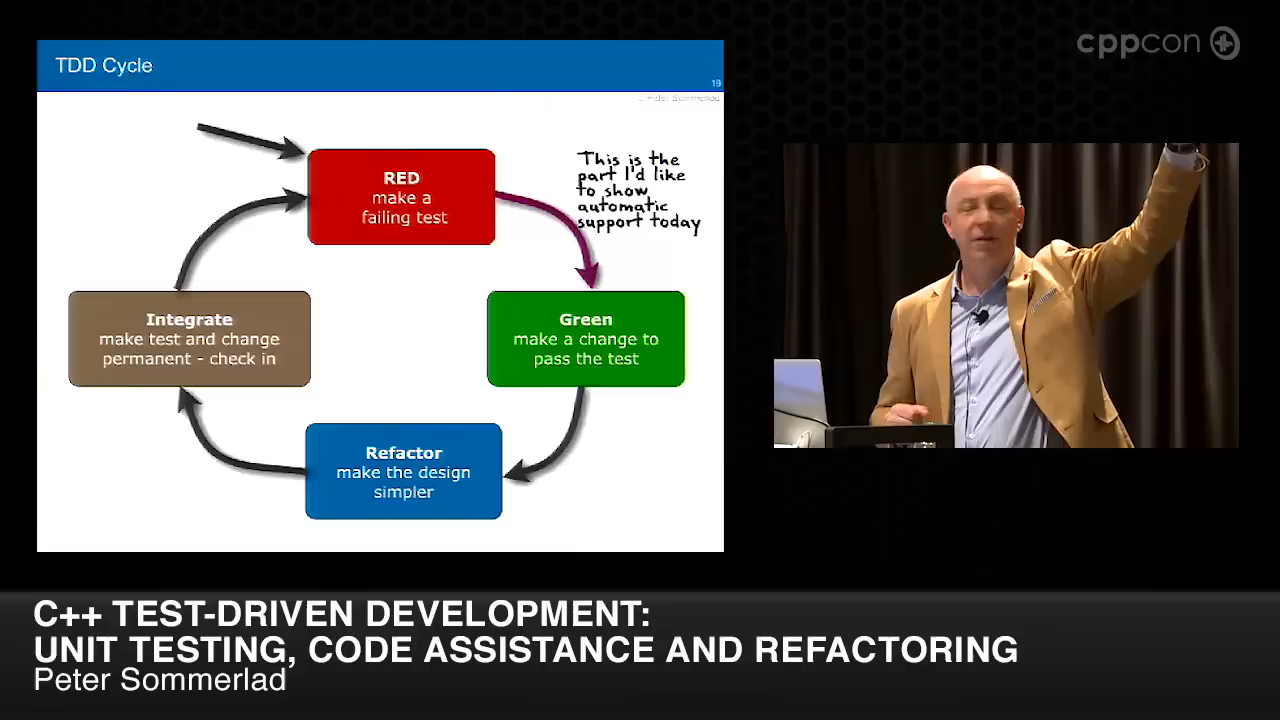 cppcon
TDD Cycle
19
Peter Sommerlad
RED
make a
failing test
This is the
part I'd like
to show
automatic
support today
Integrate
make test and change
permanent - check in
Green
make a change to
pass the test
Refactor
make the design
simpler
C++ TEST-DRIVEN DEVELOPMENT:
UNIT TESTING, CODE ASSISTANCE AND REFACTORING
Peter Sommerlad